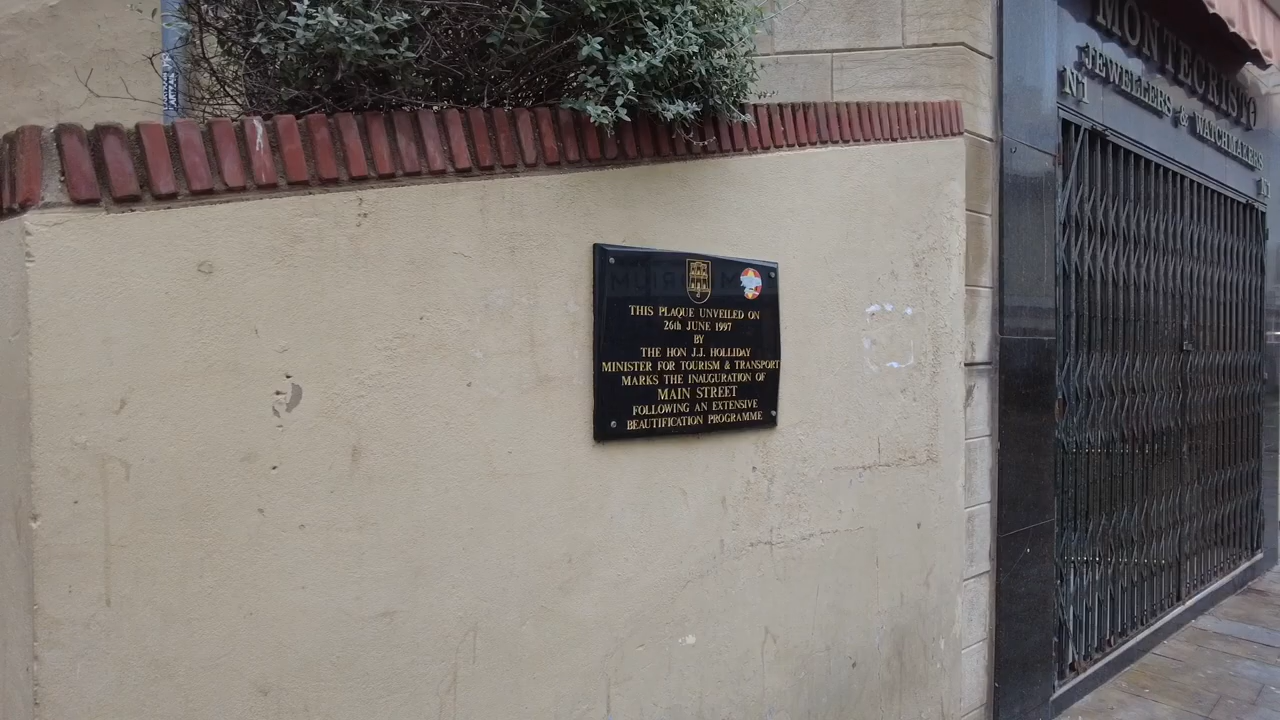 THIS PLAQUE UNVEILED ON
26th JUNE 1997
BY
THE HON J.J. HOLLIDAY
MINISTER FOR TOURISM & TRANSPORT
MARKS THE INAUGURATION OF
MAIN STREET
FOLLOWING AN EXTENSIVE
BEAUTIFICATION PROGRAMME
MONTECRISTO
JEWELLERS & WATCHMAKERS
N1